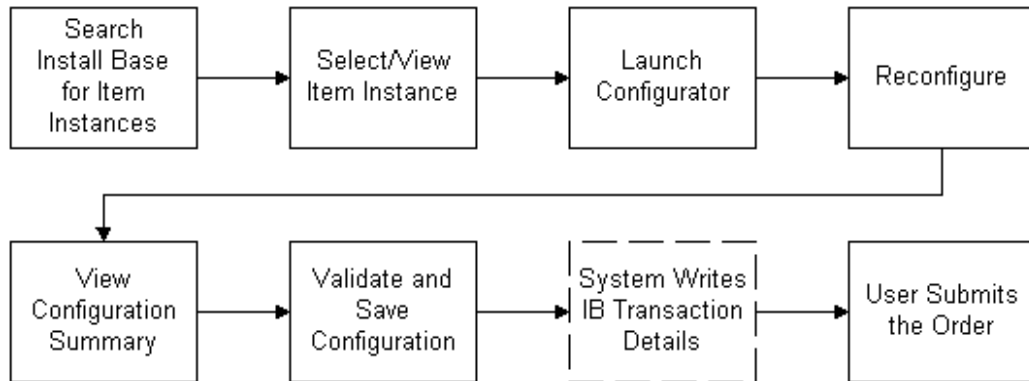 Search
Install Base
for Item
Instances
Select/View
Item Instance
Launch
Configurator
Reconfigure
View
Configuration
Summary
Validate and
Save
Configuration
System Writes
IB Transaction
Details
User Submits
the Order